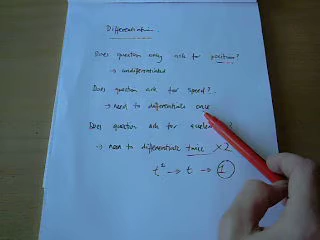 Differentiation.
Does question only ask for position?
→ undifferentiated
Does question ask for speed?
→ need to differentiate once
Does question ask for acceler ?
→ need to differentiate twice ×2
t² → t → 1